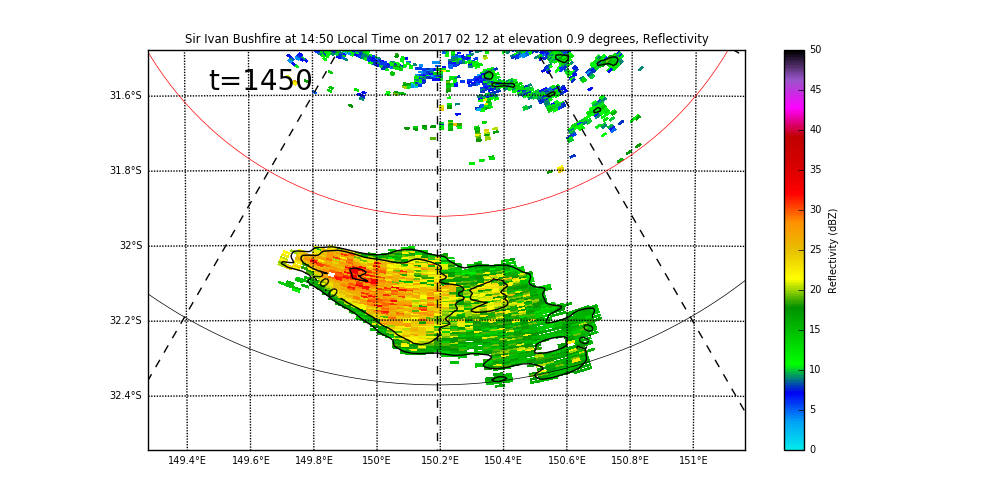 Sir Ivan Bushfire at 14:50 Local Time on 2017 02 12 at elevation 0.9 degrees, Reflectivity
t=1450
31.6°S
31.8°S
32°S
32.2°S
32.4°S
149.4°E 149.6°E 149.8°E 150°E 150.2°E 150.4°E 150.6°E 150.8°E 151°E
50
45
40
35
30
25
20
15
10
5
0
Reflectivity (dBZ)